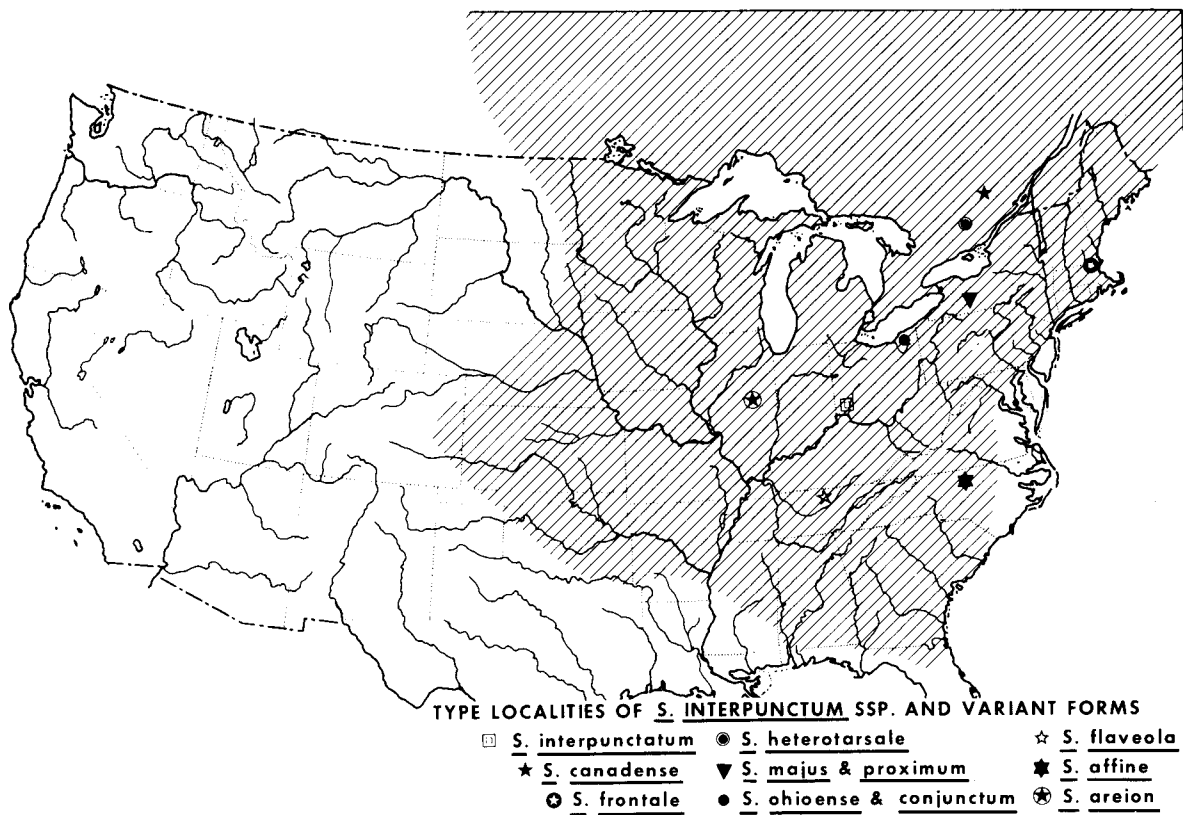 TYPE LOCALITIES OF S. INTERPUNCTUM SSP. AND VARIANT FORMS
S. interpunctatum S. heterotarsale S. flaveola
S. canadense S. majus & proximum S. affine
S. frontale S. ohioense & conjunctum S. areion